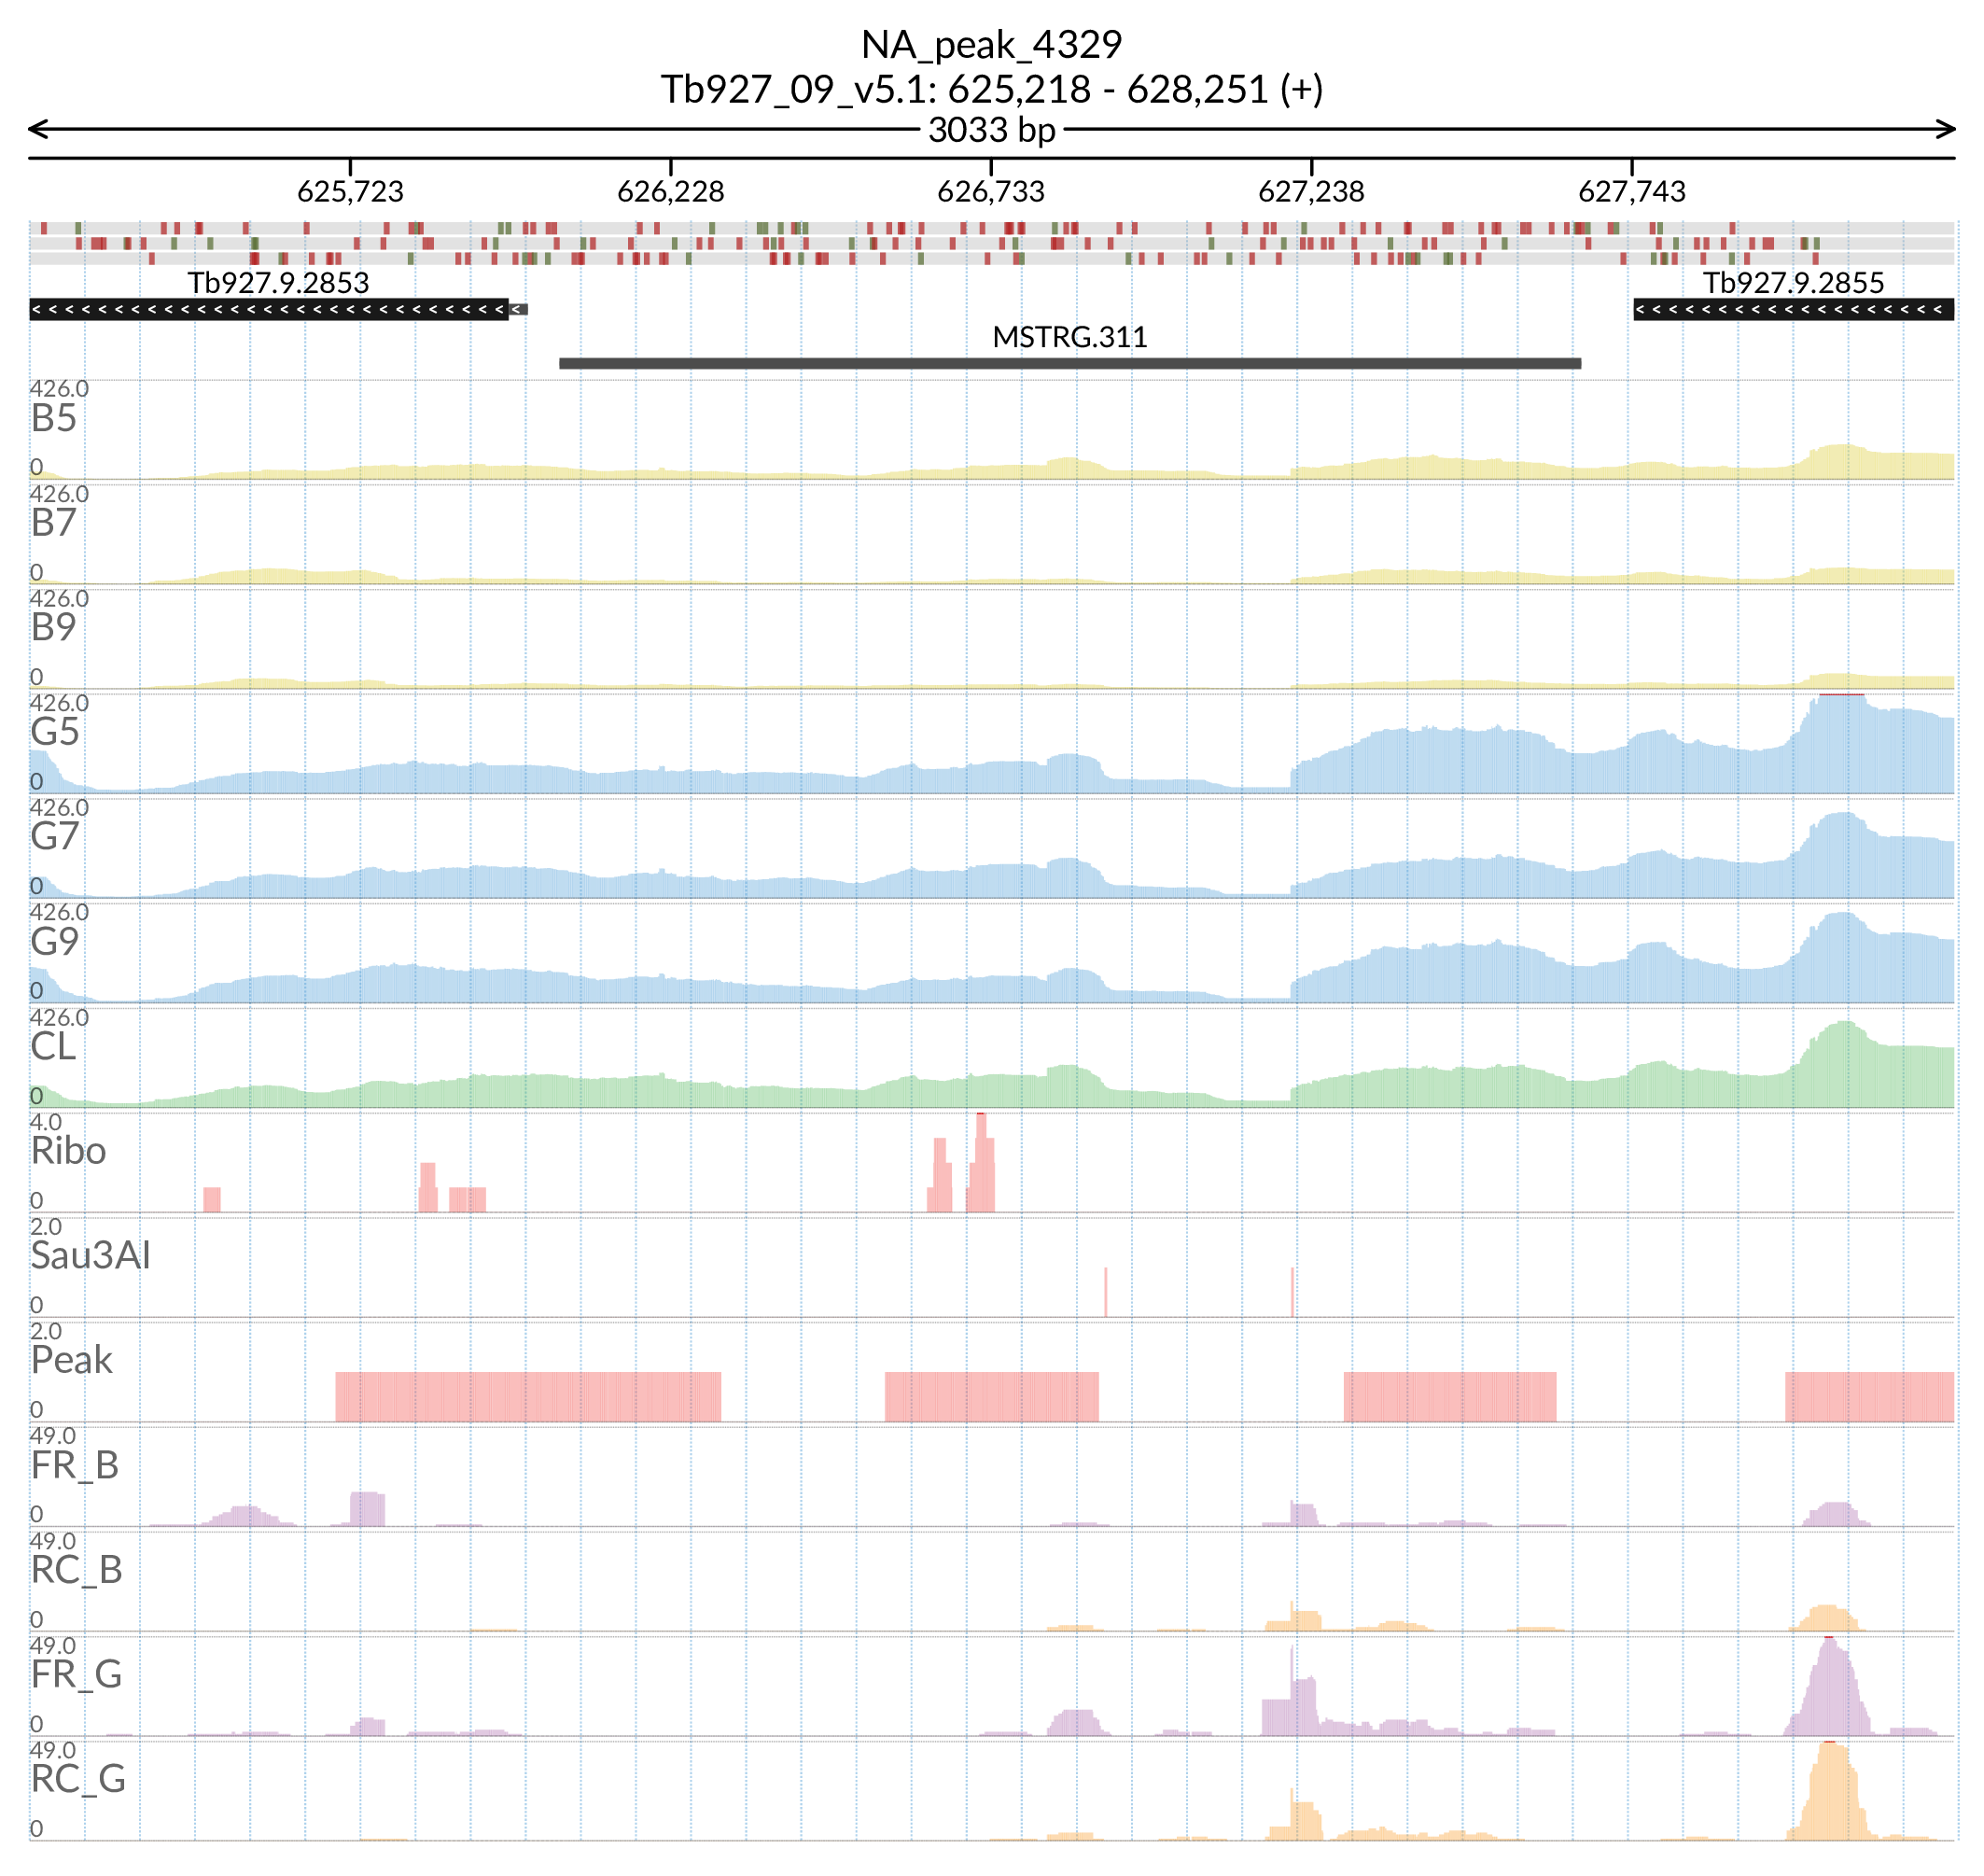 NA_peak_4329
Tb927_09_v5.1: 625,218 - 628,251 (+)
3033 bp
625,723 626,228 626,733 627,238 627,743
Tb927.9.2853 Tb927.9.2855
MSTRG.311
426.0
B5
0
426.0
B7
0
426.0
B9
0
426.0
G5
0
426.0
G7
0
426.0
G9
0
426.0
CL
0
4.0
Ribo
0
2.0
Sau3AI
0
2.0
Peak
0
49.0
FR_B
0
49.0
RC_B
0
49.0
FR_G
0
49.0
RC_G
0